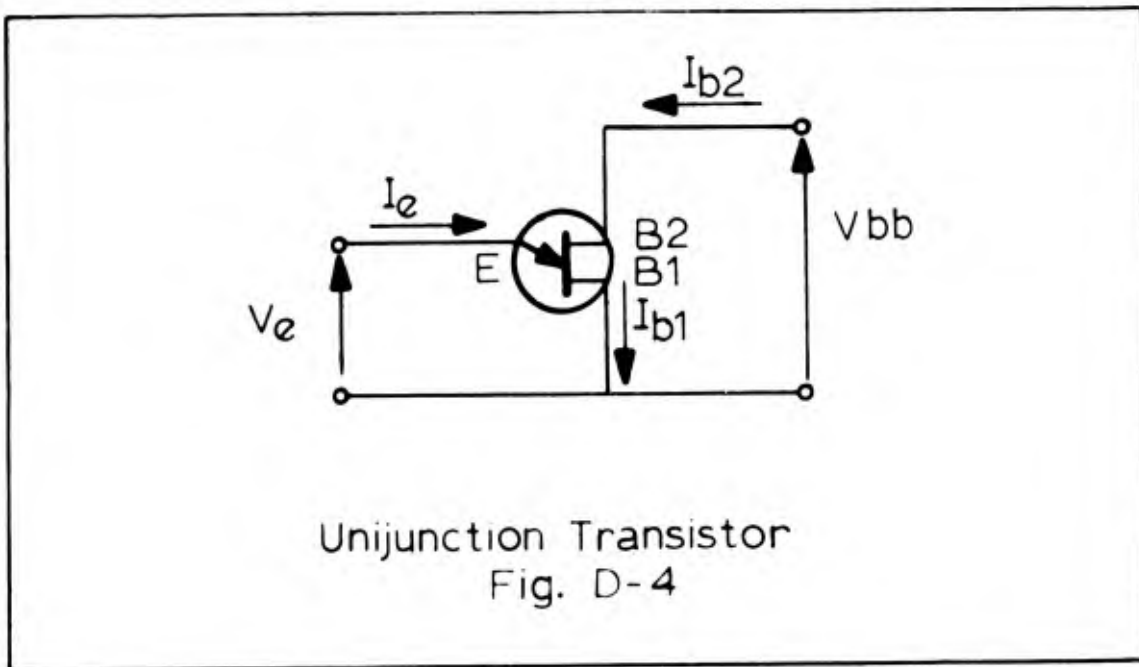 Ib2
Ie
Vbb
B2
E
B1
Ve
Ib1
Unijunction Transistor
Fig. D-4